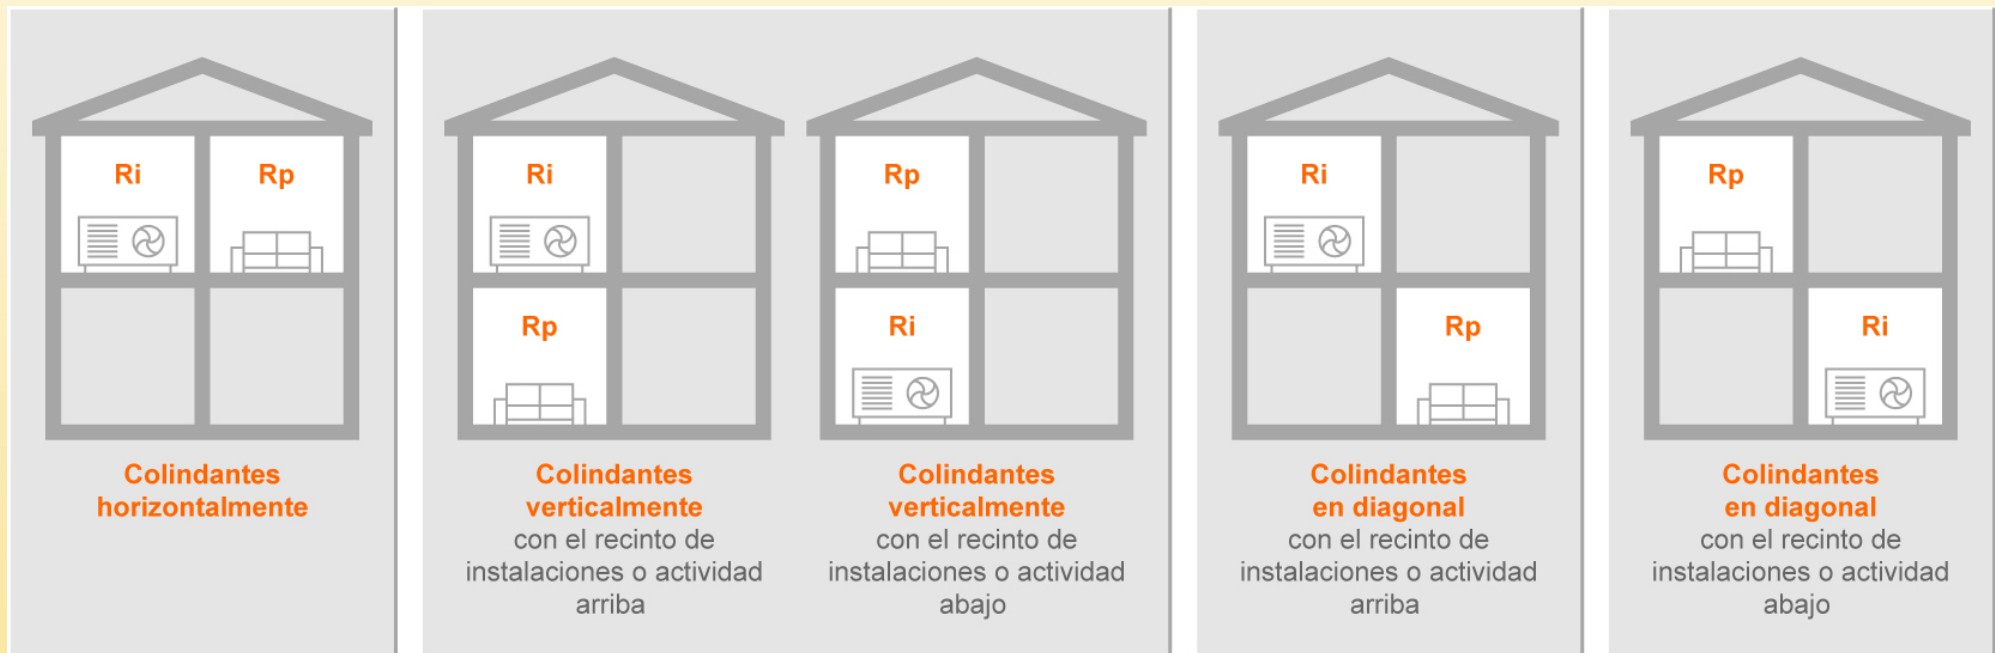 Ri
Rp
Colindantes
horizontalmente
Ri
Rp
Colindantes
verticalmente
con el recinto de
instalaciones o actividad
arriba
Rp
Ri
Colindantes
verticalmente
con el recinto de
instalaciones o actividad
abajo
Ri
Rp
Colindantes
en diagonal
con el recinto de
instalaciones o actividad
arriba
Rp
Ri
Colindantes
en diagonal
con el recinto de
instalaciones o actividad
abajo